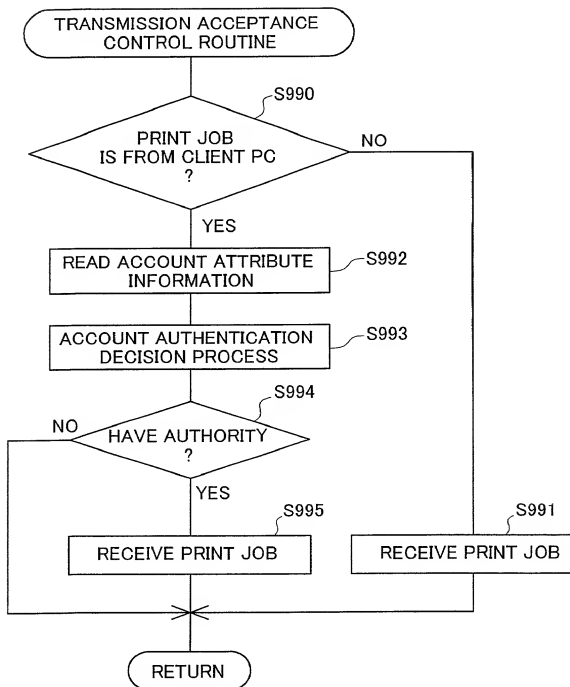 TRANSMISSION ACCEPTANCE
CONTROL ROUTINE
S990
PRINT JOB
IS FROM CLIENT PC
?
NO
YES
READ ACCOUNT ATTRIBUTE
INFORMATION
S992
ACCOUNT AUTHENTICATION
DECISION PROCESS
S993
S994
NO
HAVE AUTHORITY
?
YES
S995
S991
RECEIVE PRINT JOB
RECEIVE PRINT JOB
RETURN